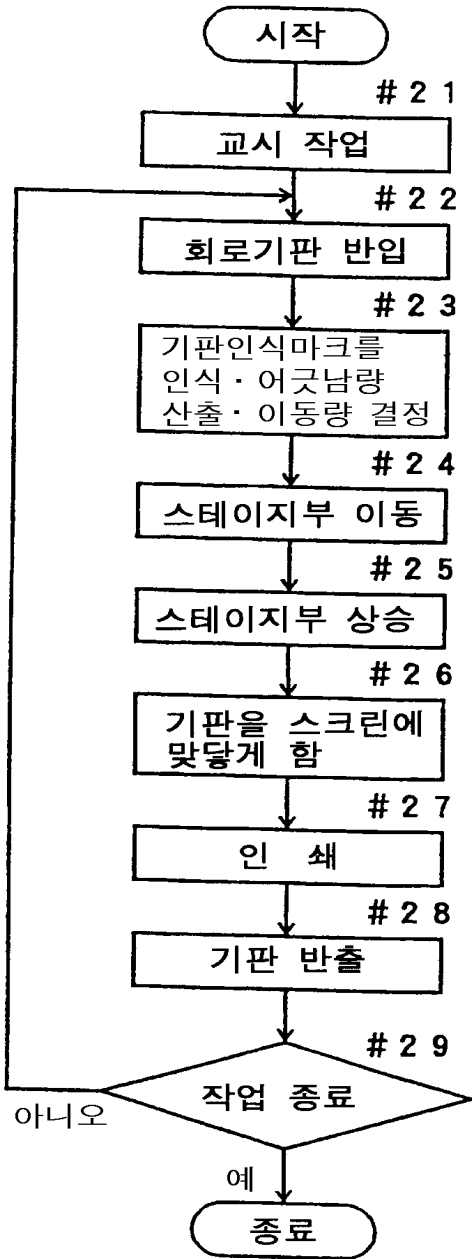 시작
#21
교시 작업
#22
회로기판 반입
#23
기판인식마크를
인식·어긋남량
산출·이동량 결정
#24
스테이지부 이동
#25
스테이지부 상승
#26
기판을 스크린에
맞닿게 함
#27
인 쇄
#28
기판 반출
#29
작업 종료
아니오
예
종료